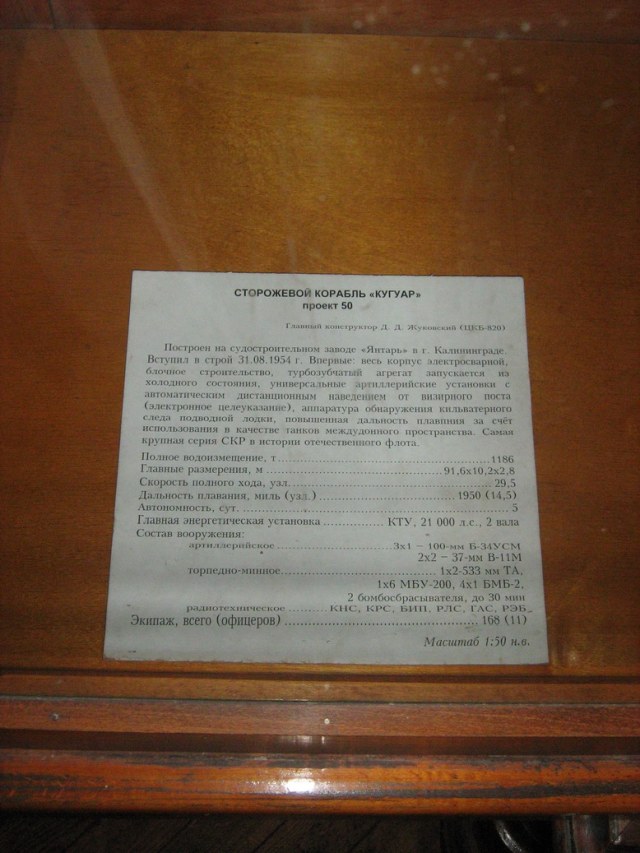 СТОРОЖЕВОЙ КОРАБЛЬ «КУГУАР»
проект 50
Главный конструктор Д. Д. Жуковский (ЦКБ-820)
Построен на судостроительном заводе «Янтарь» в г. Калининграде.
Вступил в строй 31.08.1954 г. Впервые: весь корпус электросварной,
блочное строительство, турбозубчатый агрегат запускается из
холодного состояния, универсальные артиллерийские установки с
автоматическим дистанционным наведением от визирного поста
(электронное целеуказание), аппаратура обнаружения кильватерного
следа подводной лодки, повышенная дальность плавания за счёт
использования в качестве танков междудонного пространства. Самая
крупная серия СКР в истории отечественного флота.
Полное водоизмещение, т ........ 1186
Главные размерения, м ........ 91,6х10,2х2,8
Скорость полного хода, узл. ........ 29,5
Дальность плавания, миль (узл.) ........ 1950 (14,5)
Автономность, сут. ........ 5
Главная энергетическая установка ........ КТУ, 21 000 л.с., 2 вала
Состав вооружения:
артиллерийское ........ 3х1 – 100-мм Б-34УСМ
2х2 – 37-мм В-11М
торпедно-минное ........ 1х2-533 мм ТА,
1х6 МБУ-200, 4х1 БМБ-2,
2 бомбосбрасывателя, до 30 мин
радиотехническое ........ КНС, КРС, БИП, РЛС, ГАС, РЭБ
Экипаж, всего (офицеров) ........ 168 (11)
Масштаб 1:50 н.в.